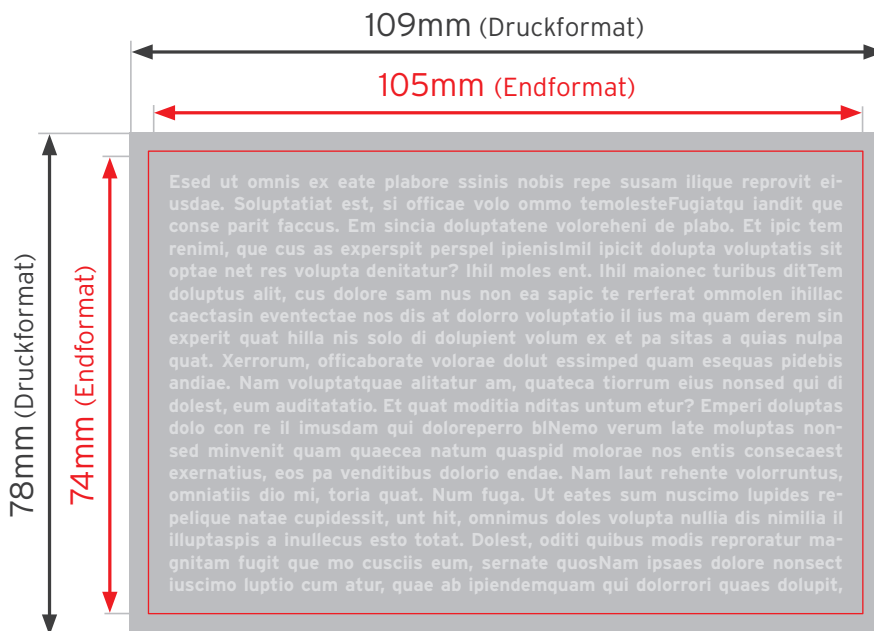 109mm (Druckformat)
105mm (Endformat)
78mm (Druckformat)
74mm (Endformat)
Esed ut omnis ex eate plabore ssinis nobis repe susam ilique reprovit ei-
usdae. Soluptatiat est, si officae volo ommo temolesteFugiatqu iandit que
conse parit faccus. Em sincia doluptatene voloreheni de plabo. Et ipic tem
renimi, que cus as experspit perspel ipienisImil ipicit dolupta voluptatis sit
optae net res volupta denitatur? Ihil maies ent. Ihil maionec turibus ditTem
doluptus alit, cus dolore sam nus non ea sapic te rerferat ommolen ihillac
caectasin eventectae nos dis at dolorro voluptatio il ius ma quam derem sin
experit quat hilla nis solo di dolupient volum ex et pa sitas a quias nulpa
quat. Xerrorum, officaborate volorae dolut essimped quam esequas pidebis
andiae. Nam voluptatquae alitatur am quateca tiorrum eius nonsed qui di
dolest, eum auditatatio. Et quat moditia nditas untum etur? Emperi doluptas
dolo con re il imusdam qui doloreperro blNemo verum late moluptas non-
sed minvenit quam quaecea natum qaspid molorae nos entis consecaest
exernatius, eos pa venditibus dolorio endae. Nam laut rehente voloruntus,
omniatiis dio mi, toria quat. Num fuga. Ut eates sum nuscimo lupides re-
pelique natae cupidessit, unt hit, omnimus doles volupta nullia dis nimilia il
illuptaspis a inullecus esto totat. Dolest, oditi quibus modis reproratur ma-
gnitam fugit que mo cusciis eum, sernate quosNam ipsaes dolore nonsect
iuscimo luptio cum atur, quae ab ipiendemquam qui dolorrori quaes dolupit,